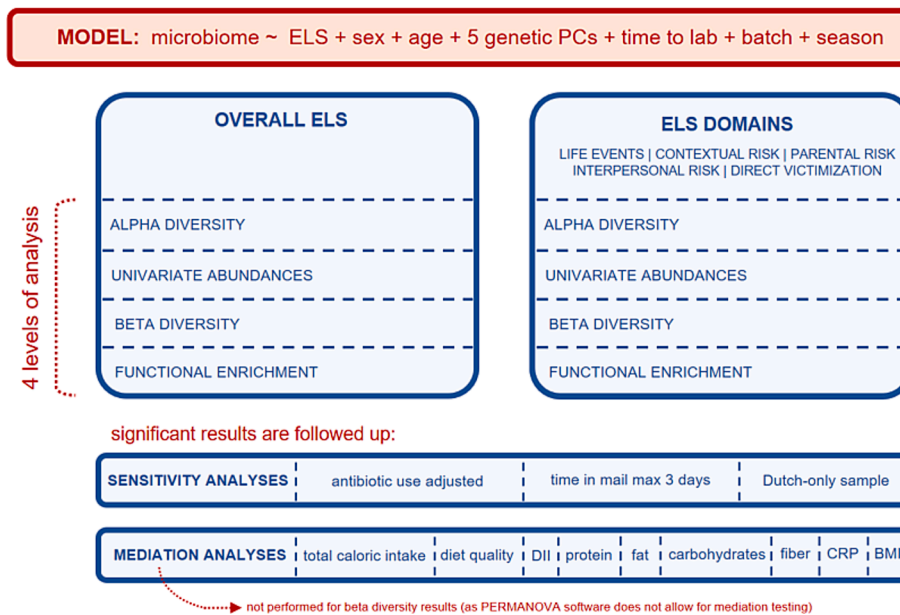 MODEL: microbiome ~ ELS + sex + age + 5 genetic PCs + time to lab + batch + season
OVERALL ELS
ALPHA DIVERSITY
UNIVARIATE ABUNDANCES
BETA DIVERSITY
FUNCTIONAL ENRICHMENT
ELS DOMAINS
LIFE EVENTS | CONTEXTUAL RISK | PARENTAL RISK
INTERPERSONAL RISK | DIRECT VICTIMIZATION
ALPHA DIVERSITY
UNIVARIATE ABUNDANCES
BETA DIVERSITY
FUNCTIONAL ENRICHMENT
4 levels of analysis
significant results are followed up:
SENSITIVITY ANALYSES antibiotic use adjusted time in mail max 3 days Dutch-only sample
MEDIATION ANALYSES total caloric intake diet quality DII protein fat carbohydrates fiber CRP BMI
not performed for beta diversity results (as PERMANOVA software does not allow for mediation testing)